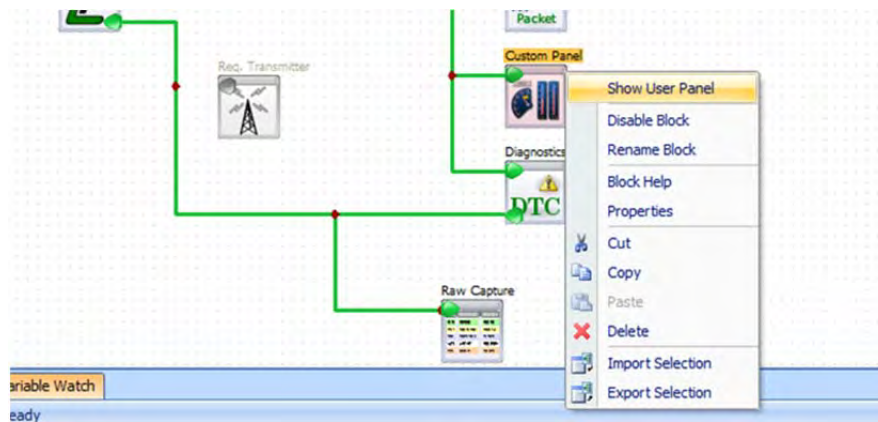 Packet
Custom Panel
Req. Transmitter
Show User Panel
Disable Block
Rename Block
Diagnostics
DTC
Block Help
Properties
Cut
Copy
Paste
Delete
Import Selection
Export Selection
Raw Capture
ariable Watch
eady